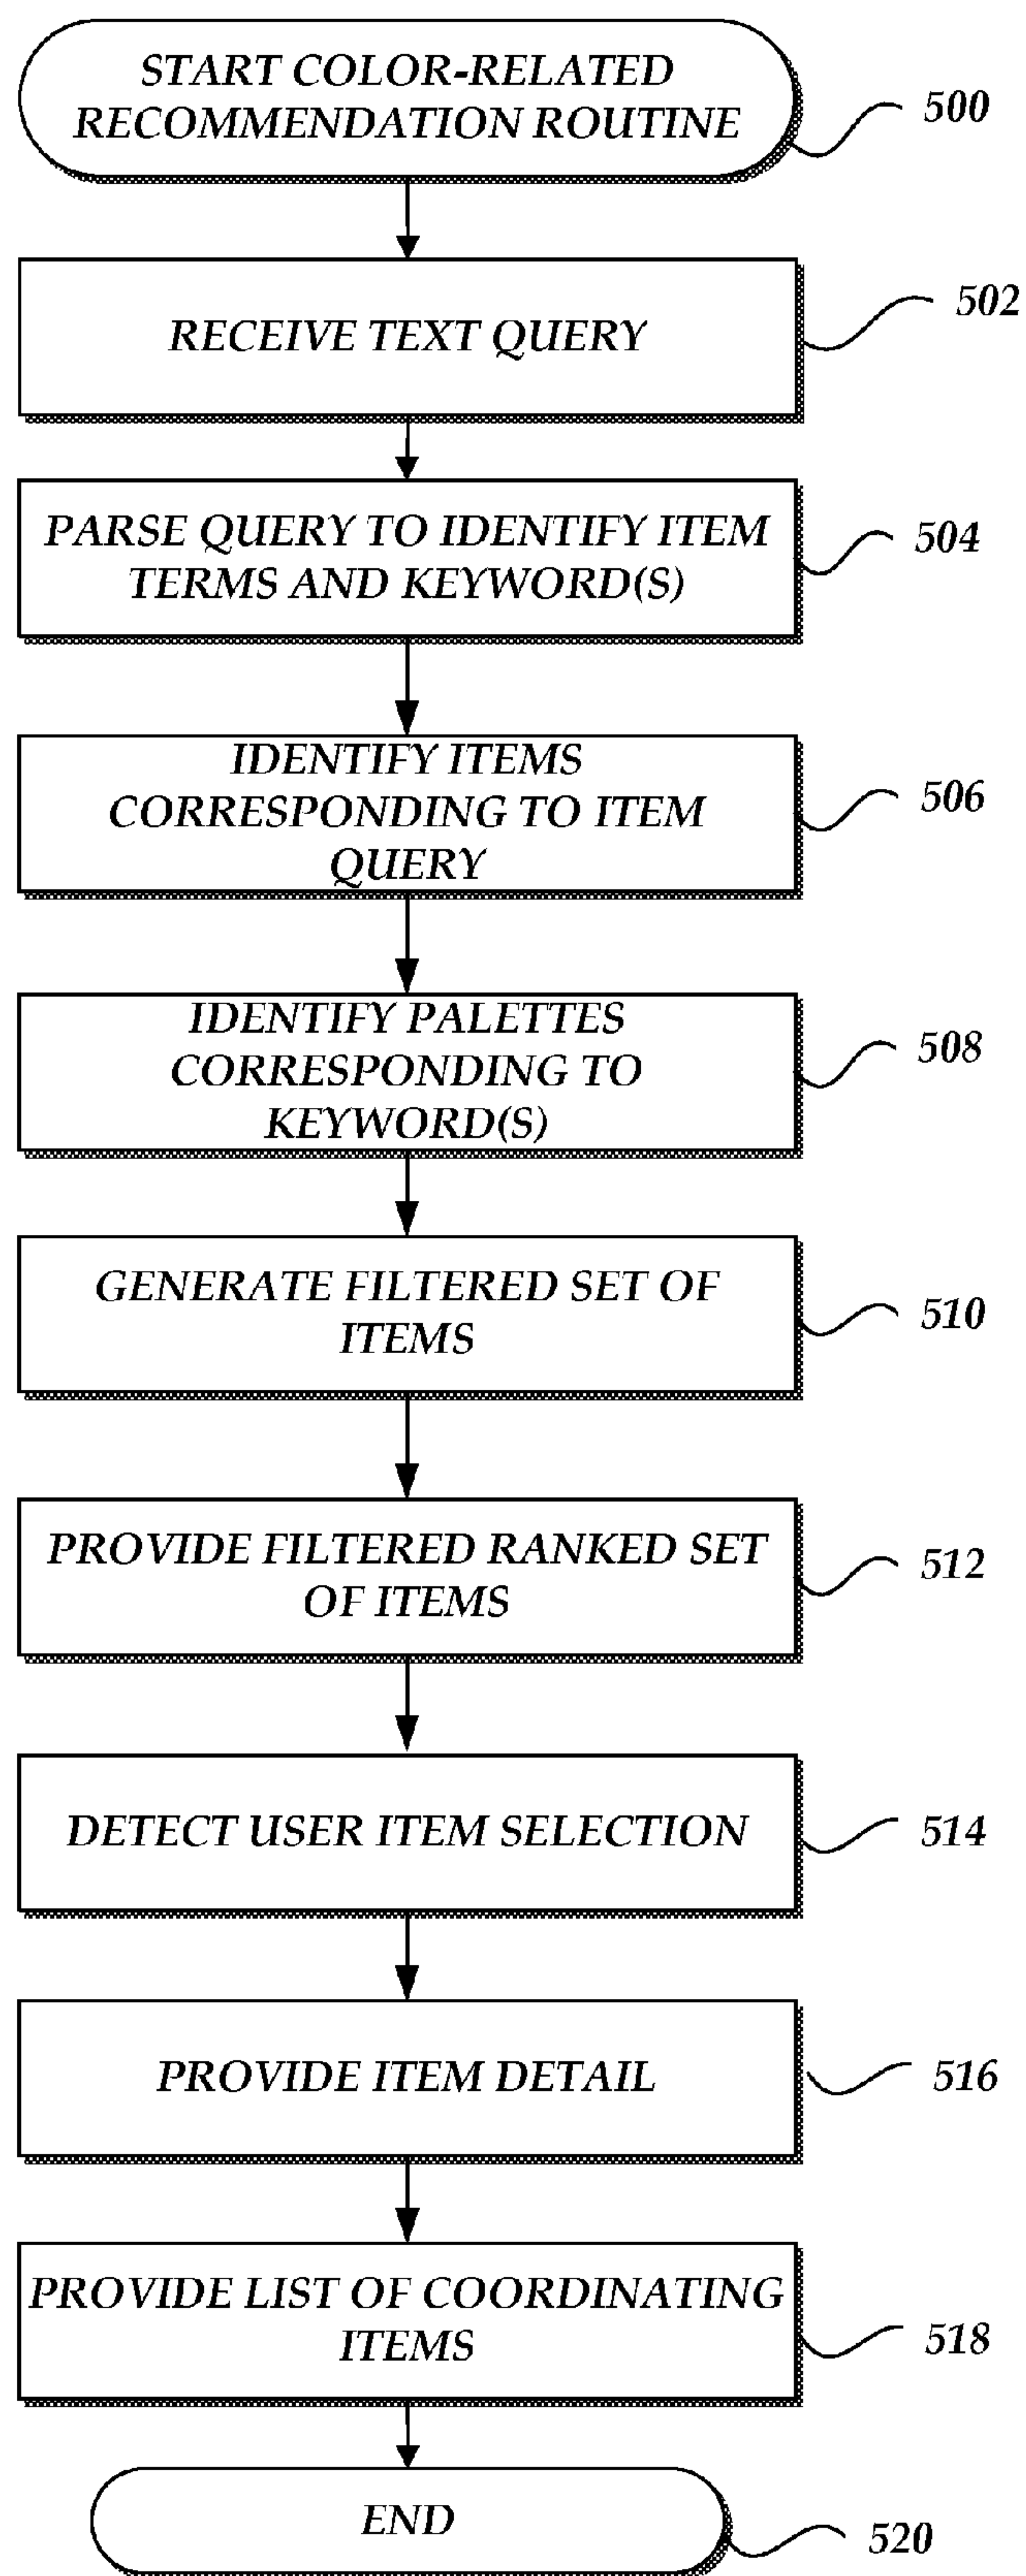 START COLOR-RELATED
RECOMMENDATION ROUTINE
500
RECEIVE TEXT QUERY
502
PARSE QUERY TO IDENTIFY ITEM
TERMS AND KEYWORD(S)
504
IDENTIFY ITEMS
CORRESPONDING TO ITEM
QUERY
506
IDENTIFY PALETTES
CORRESPONDING TO
KEYWORD(S)
508
GENERATE FILTERED SET OF
ITEMS
510
PROVIDE FILTERED RANKED SET
OF ITEMS
512
DETECT USER ITEM SELECTION
514
PROVIDE ITEM DETAIL
516
PROVIDE LIST OF COORDINATING
ITEMS
518
END
520